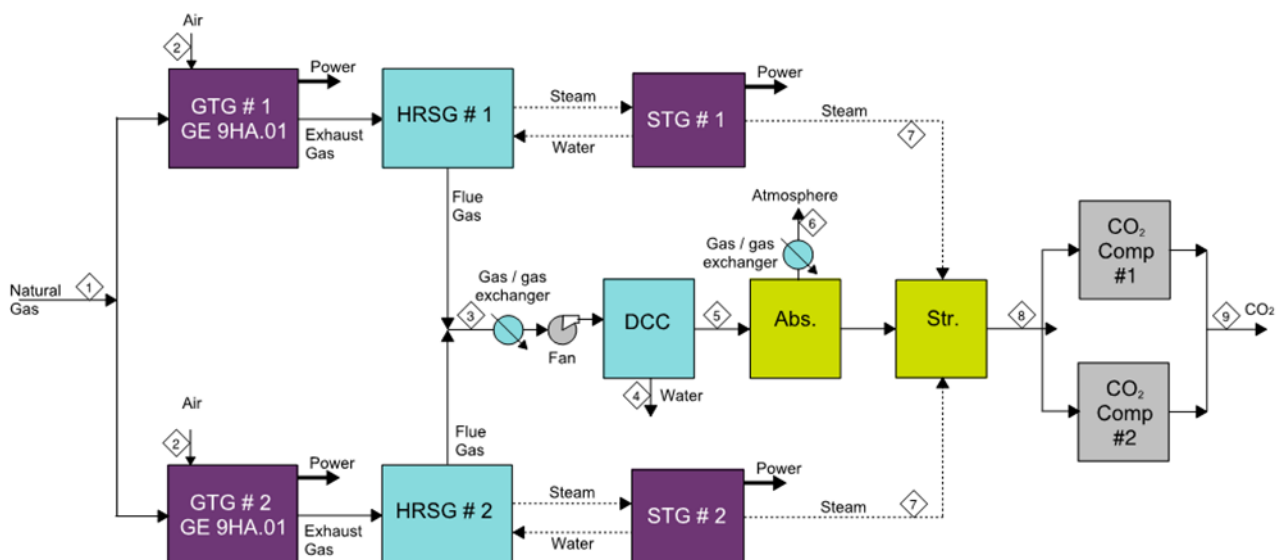 Air
2
Power
GTG # 1
GE 9HA.01
Exhaust
Gas
HRSG # 1
Steam
Water
STG # 1
Power
Steam
7
Flue
Gas
Atmosphere
6
Gas / gas
exchanger
CO₂
Comp
#1
Natural
Gas
1
3
Gas / gas
exchanger
Fan
DCC
5
Abs.
Str.
8
9
CO₂
4
Water
CO₂
Comp
#2
Air
2
Flue
Gas
Power
GTG # 2
GE 9HA.01
Exhaust
Gas
HRSG # 2
Steam
Water
STG # 2
Power
Steam
7